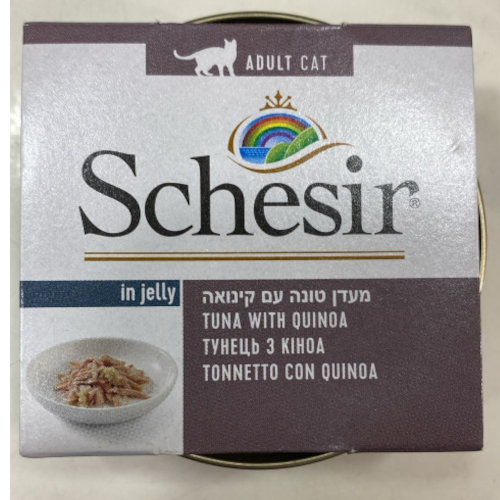 ADULT CAT
Schesir®
in jelly
מעדן טונה עם קינואה
TUNA WITH QUINOA
ТУНЕЦЬ З КІНОА
TONNETTO CON QUINOA